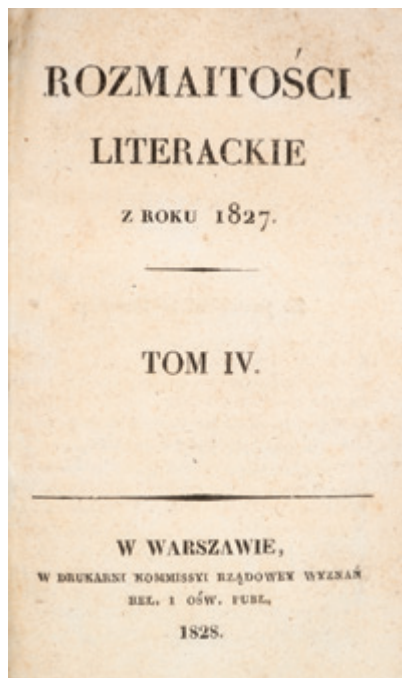 ROZMAITOŚCI
LITERACKIE
Z ROKU 1827.
TOM IV.
W WARSZAWIE,
W DRUKARNI KOMMISSYI RZĄDOWEY WYZNAŃ
REL. I OŚW. PUBL.
1828.